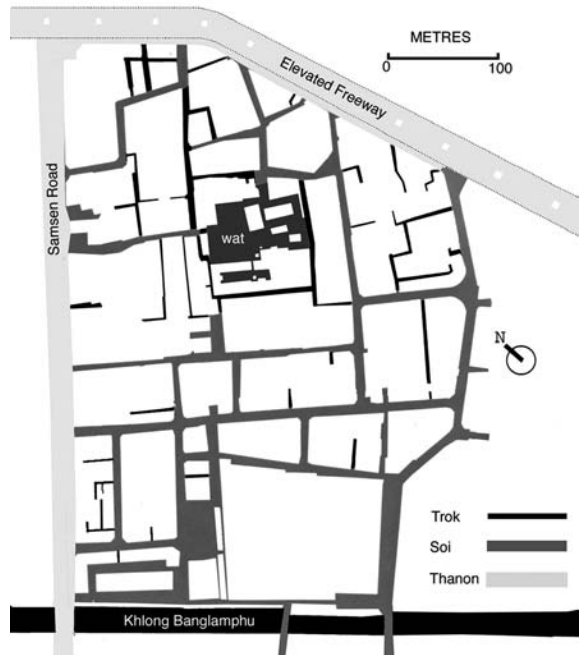 METRES
0 100
Elevated Freeway
Samsen Road
wat
N
Trok
Soi
Thanon
Khlong Banglamphu